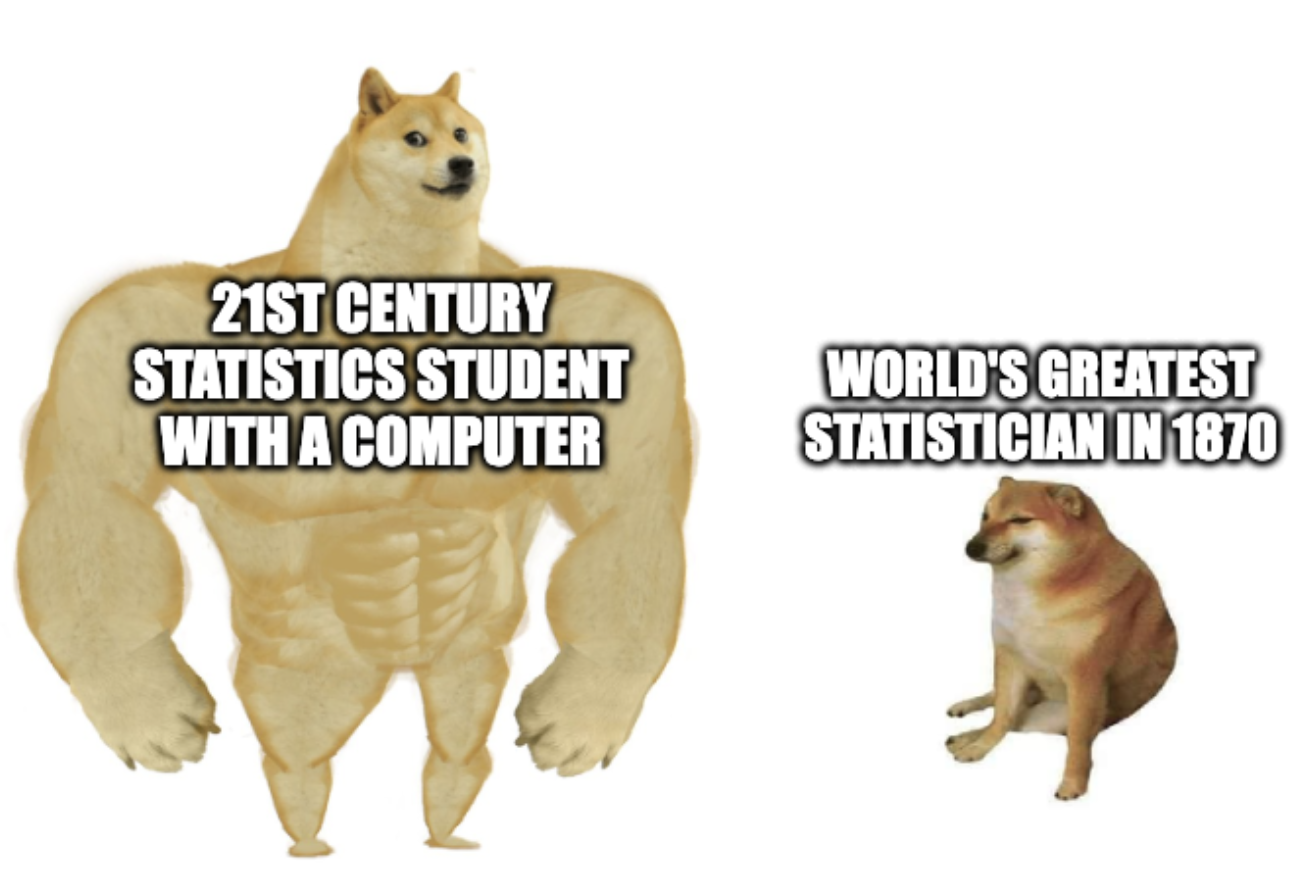 21ST CENTURY
STATISTICS STUDENT
WITH A COMPUTER
WORLD'S GREATEST
STATISTICIAN IN 1870